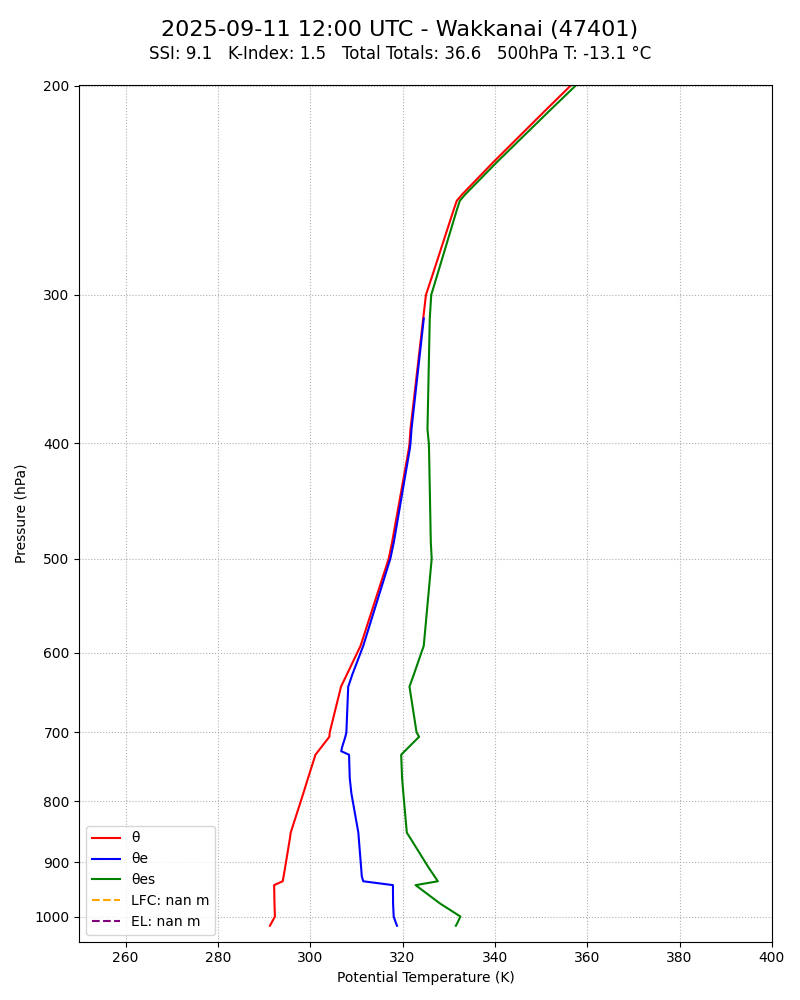 2025-09-11 12:00 UTC - Wakkanai (47401)
SSI: 9.1 K-Index: 1.5 Total Totals: 36.6 500hPa T: -13.1 °C
200
300
400
500
600
700
800
900
1000
Pressure (hPa)
θ
θe
θes
LFC: nan m
EL: nan m
260 280 300 320 340 360 380 400
Potential Temperature (K)